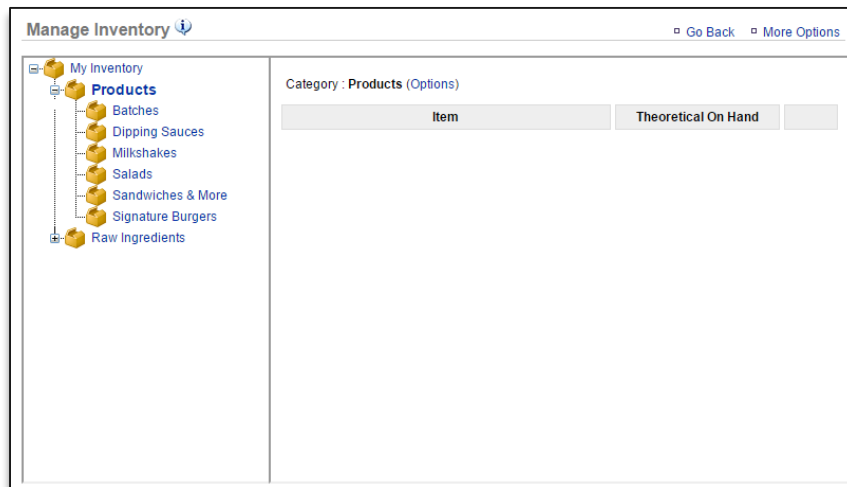 Manage Inventory
Go Back More Options
My Inventory
Products
Batches
Dipping Sauces
Milkshakes
Salads
Sandwiches & More
Signature Burgers
Raw Ingredients
Category : Products (Options)
Item Theoretical On Hand